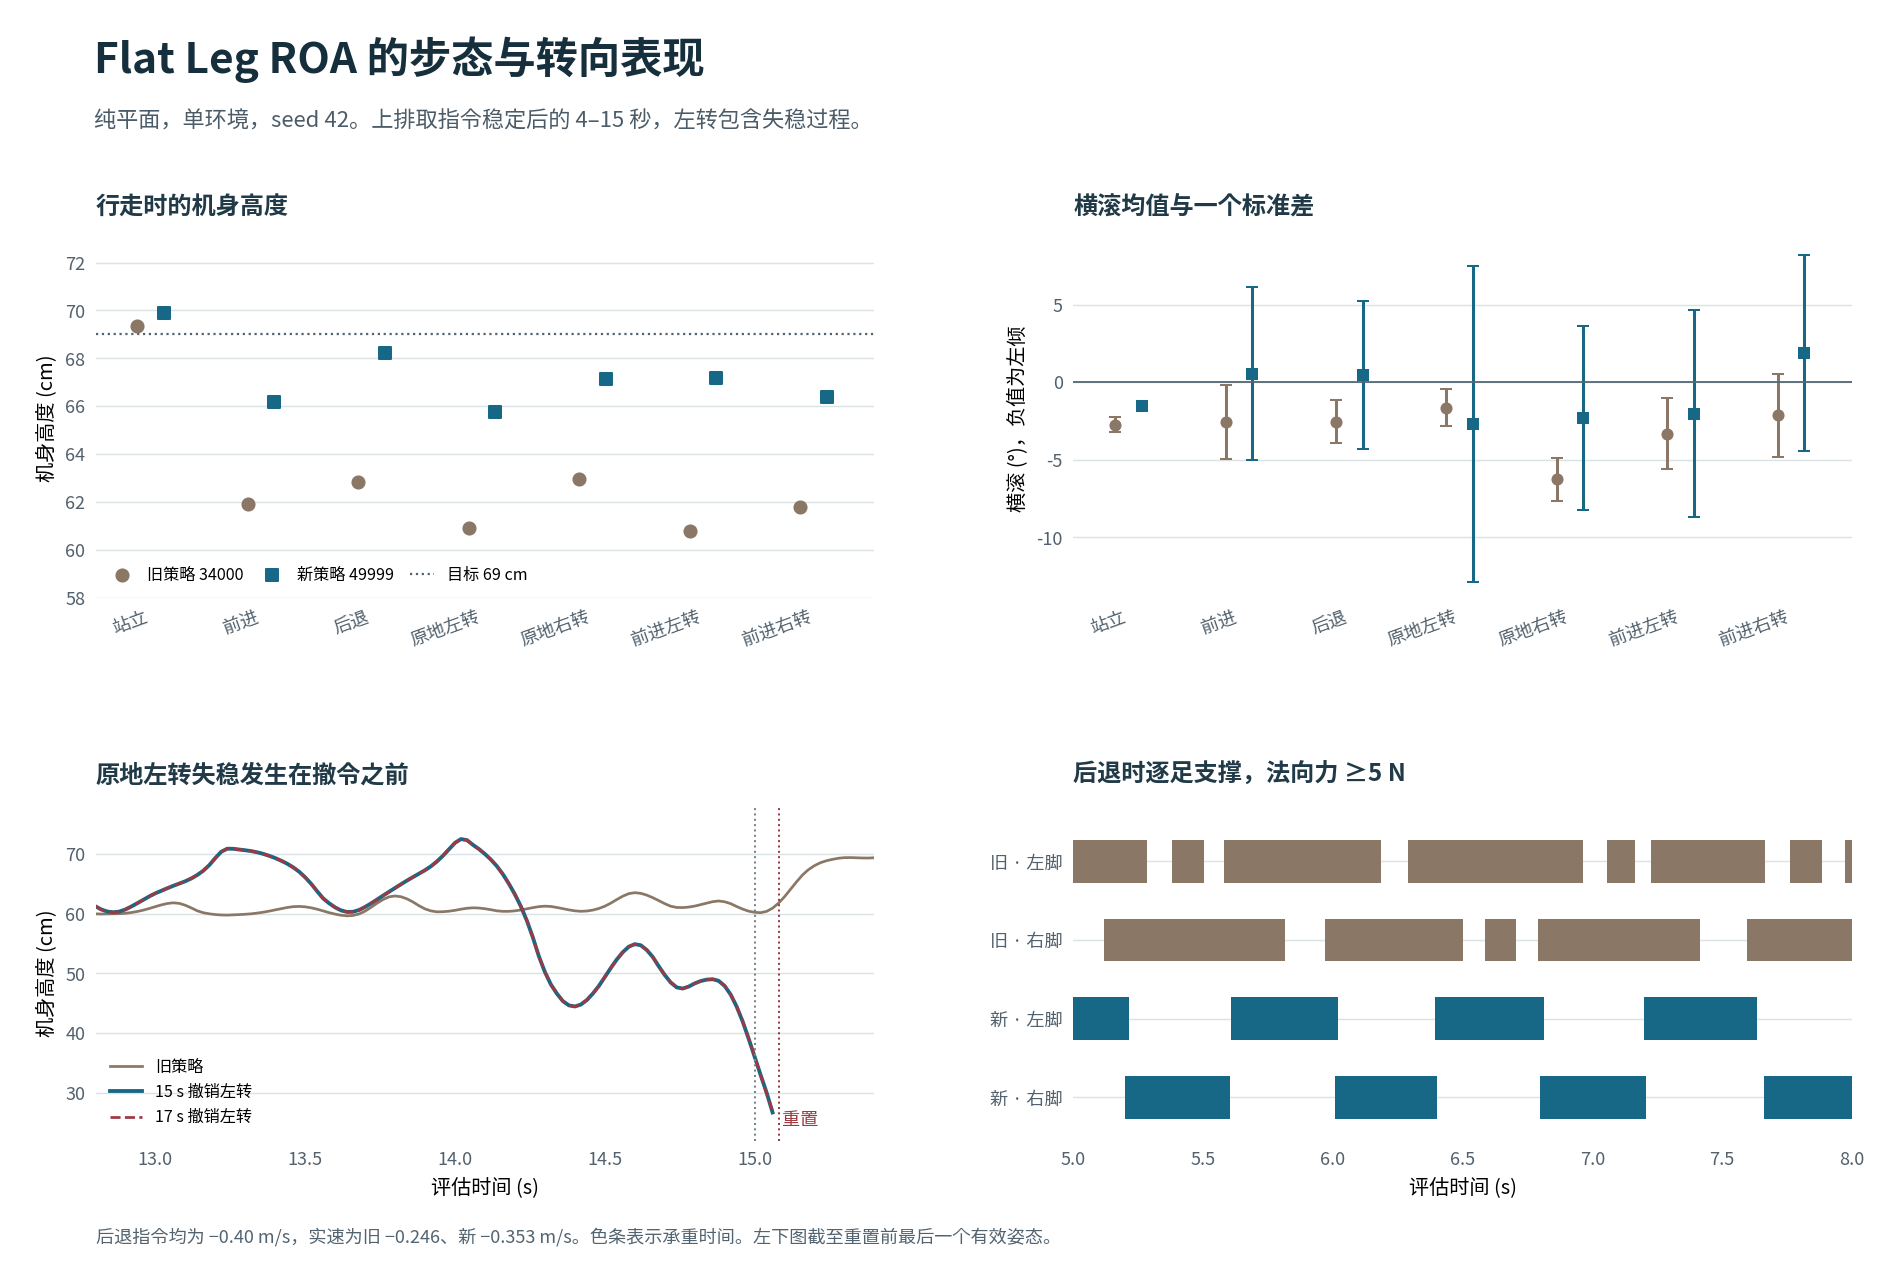 Flat Leg ROA 的步态与转向表现
纯平面，单环境，seed 42。上排取指令稳定后的 4–15 秒，左转包含失稳过程。
行走时的机身高度
机身高度 (cm)
72
70
68
66
64
62
60
58
旧策略 34000
新策略 49999
目标 69 cm
站立
前进
后退
原地左转
原地右转
前进左转
前进右转
横滚均值与一个标准差
横滚 (°)，负值为左倾
5
0
-5
-10
站立
前进
后退
原地左转
原地右转
前进左转
前进右转
原地左转失稳发生在撤令之前
机身高度 (cm)
70
60
50
40
30
旧策略
15 s 撤销左转
17 s 撤销左转
重置
13.0
13.5
14.0
14.5
15.0
评估时间 (s)
后退时逐足支撑，法向力 ≥5 N
旧 · 左脚
旧 · 右脚
新 · 左脚
新 · 右脚
5.0
5.5
6.0
6.5
7.0
7.5
8.0
评估时间 (s)
后退指令均为 −0.40 m/s，实速为旧 −0.246、新 −0.353 m/s。色条表示承重时间。左下图截至重置前最后一个有效姿态。